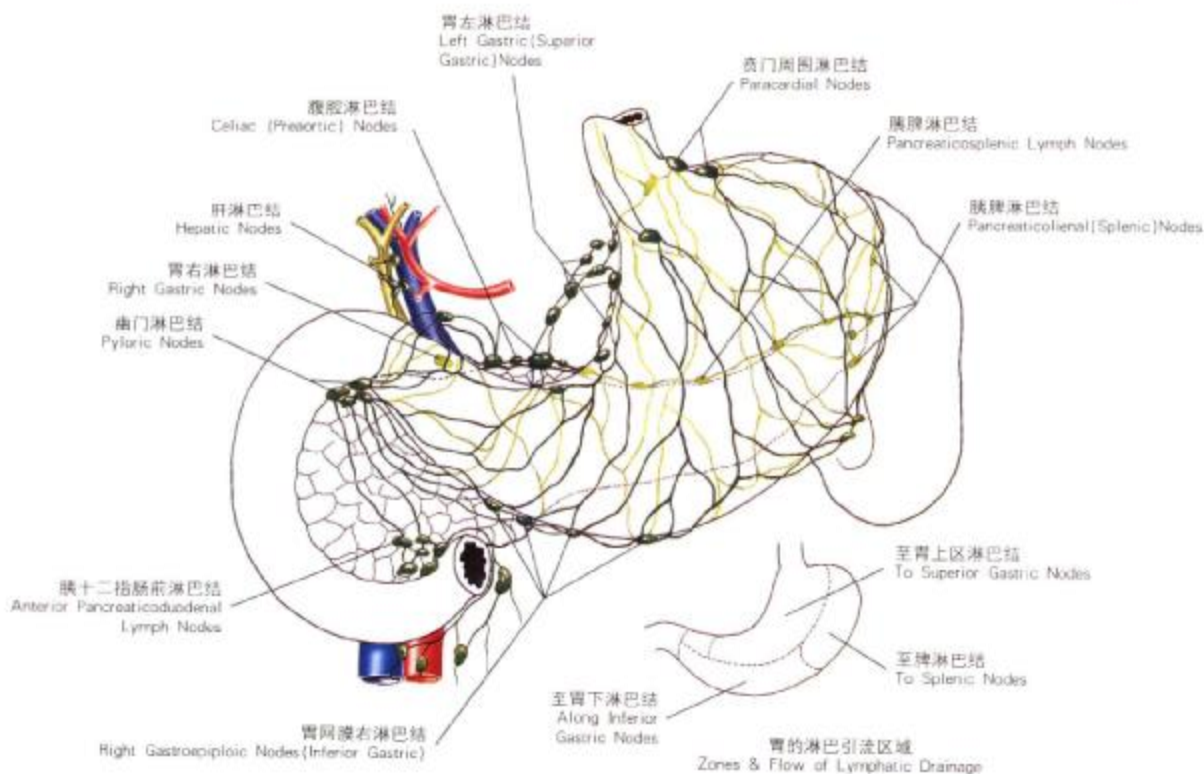 胃左淋巴结
Left Gastric(Superior
Gastric)Nodes
贲门周围淋巴结
Paracardial Nodes
腹腔淋巴结
Celiac (Preaortic) Nodes
胰脾淋巴结
Pancreaticosplenic Lymph Nodes
肝淋巴结
Hepatic Nodes
胰脾淋巴结
Pancreaticolienal(Splenic)Nodes
胃右淋巴结
Right Gastric Nodes
幽门淋巴结
Pyloric Nodes
胰十二指肠前淋巴结
Anterior Pancreaticoduodenal
Lymph Nodes
至胃上区淋巴结
To Superior Gastric Nodes
至脾淋巴结
To Splenic Nodes
至胃下淋巴结
Along Inferior
Gastric Nodes
胃网膜右淋巴结
Right Gastroepiploic Nodes(Inferior Gastric)
胃的淋巴引流区域
Zones & Flow of Lymphatic Drainage